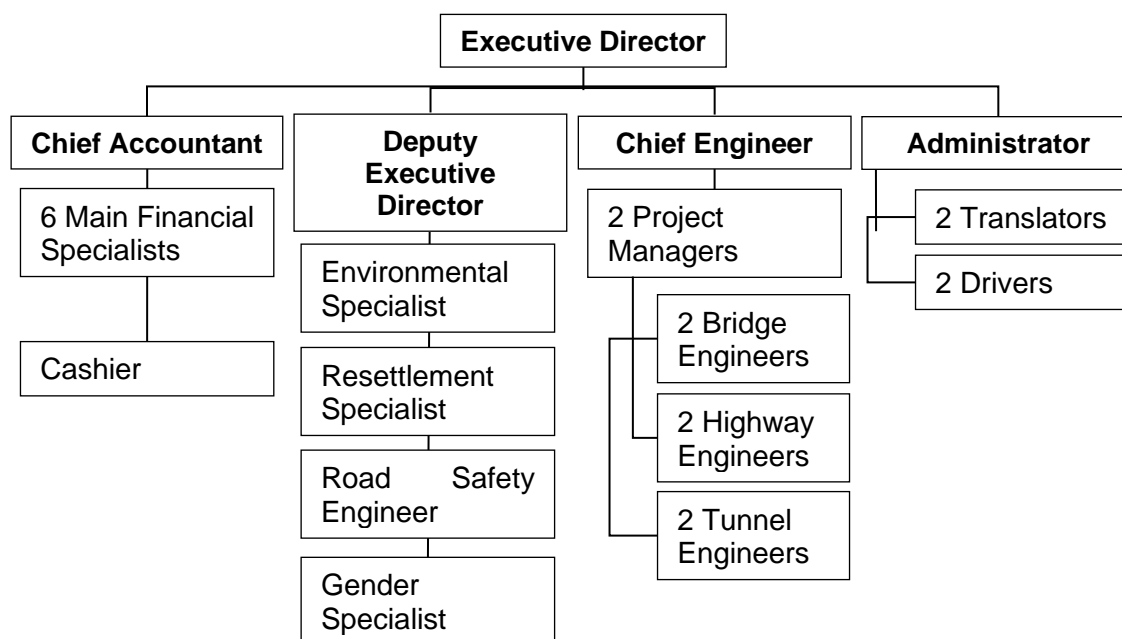 Executive Director
Chief Accountant
6 Main Financial
Specialists
Cashier
Deputy
Executive
Director
Environmental
Specialist
Resettlement
Specialist
Road Safety
Engineer
Gender
Specialist
Chief Engineer
2 Project
Managers
2 Bridge
Engineers
2 Highway
Engineers
2 Tunnel
Engineers
Administrator
2 Translators
2 Drivers